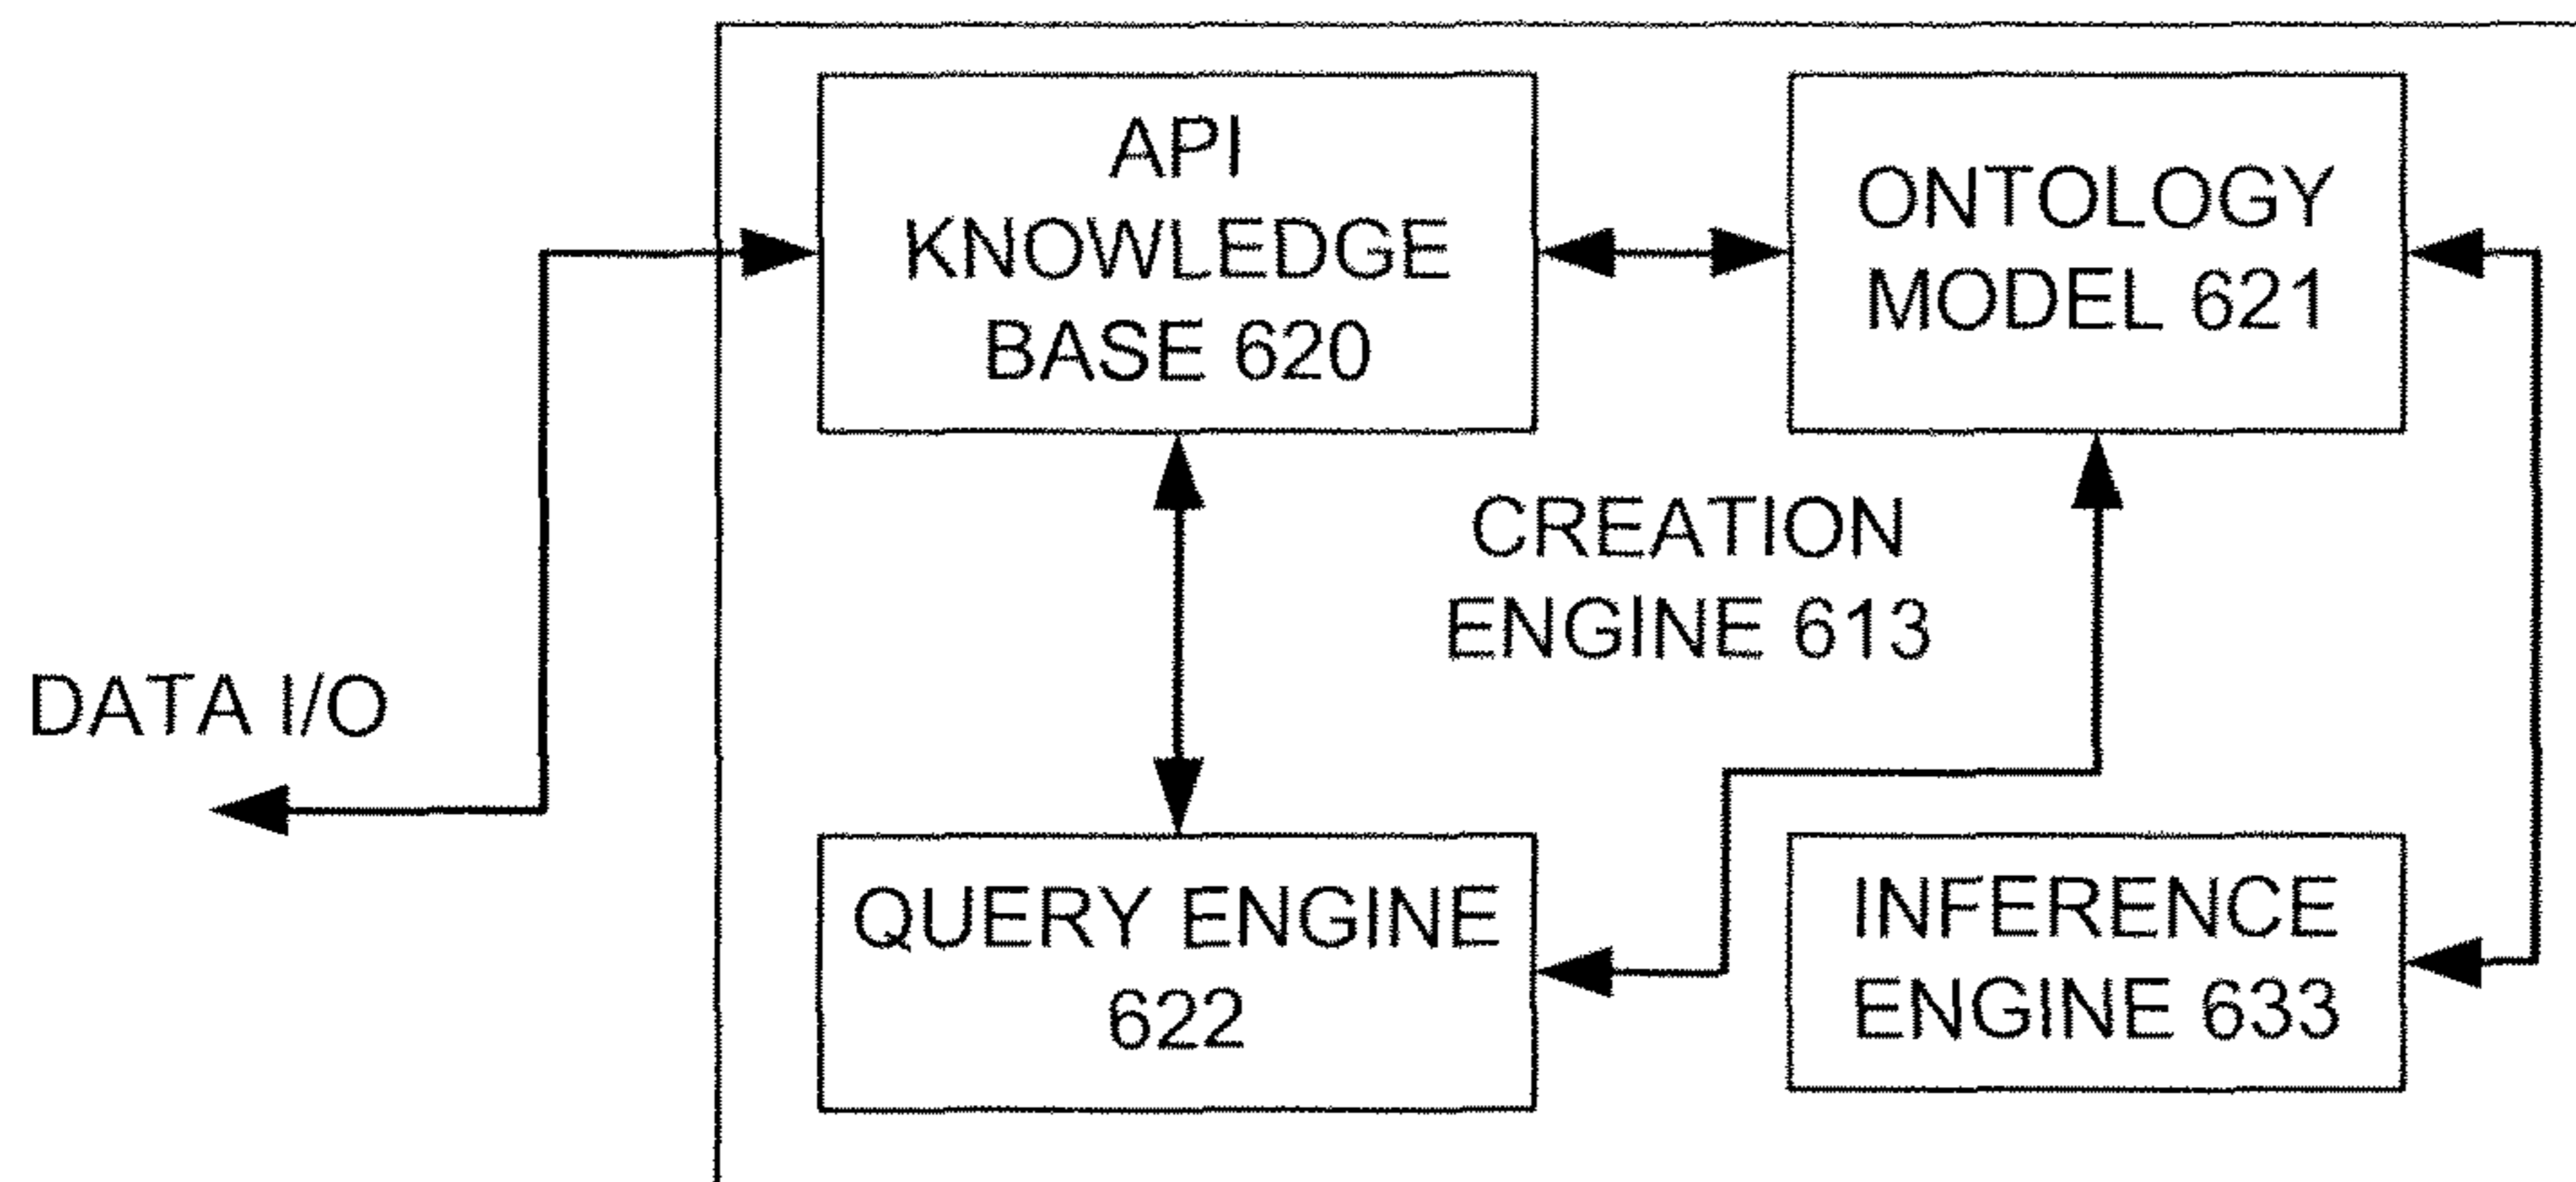 API
KNOWLEDGE
BASE 620
ONTOLOGY
MODEL 621
CREATION
ENGINE 613
DATA I/O
QUERY ENGINE
622
INFERENCE
ENGINE 633